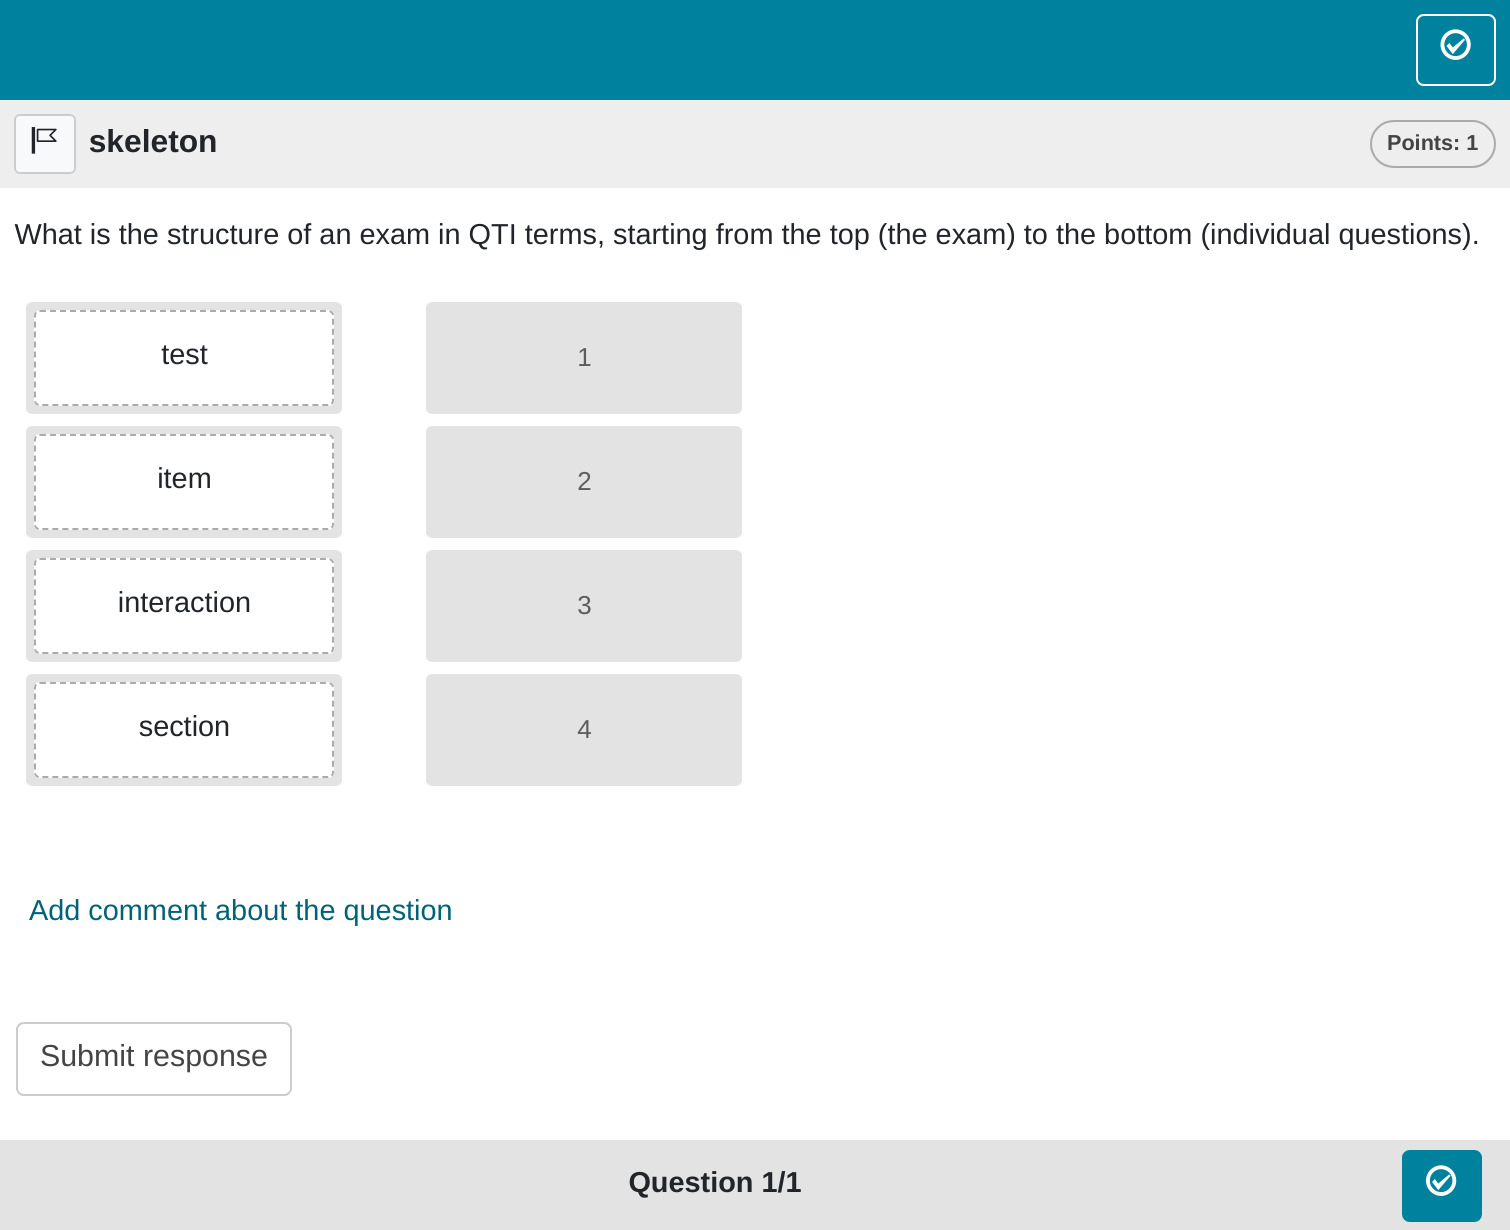 skeleton
Points: 1
What is the structure of an exam in QTI terms, starting from the top (the exam) to the bottom (individual questions).
test
1
item
2
interaction
3
section
4
Add comment about the question
Submit response
Question 1/1